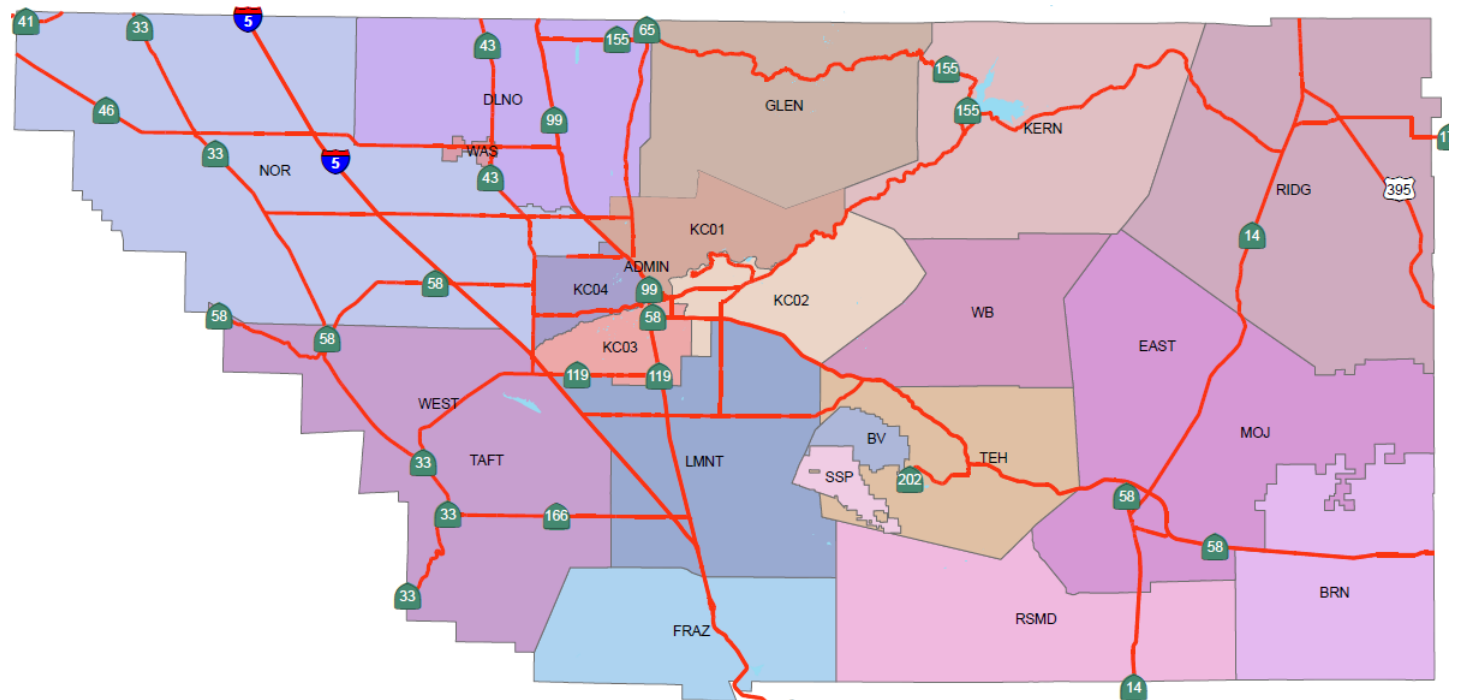 41
33
5
43
155
65
155
DLNO
GLEN
46
99
155
KERN
33
WAS
5
NOR
43
RIDG
395
KC01
14
ADMIN
58
KC04
99
KC02
58
58
58
WB
KC03
EAST
119
119
WEST
MOJ
BV
TAFT
33
LMNT
TEH
SSP
202
58
33
166
58
33
BRN
RSMD
FRAZ
14